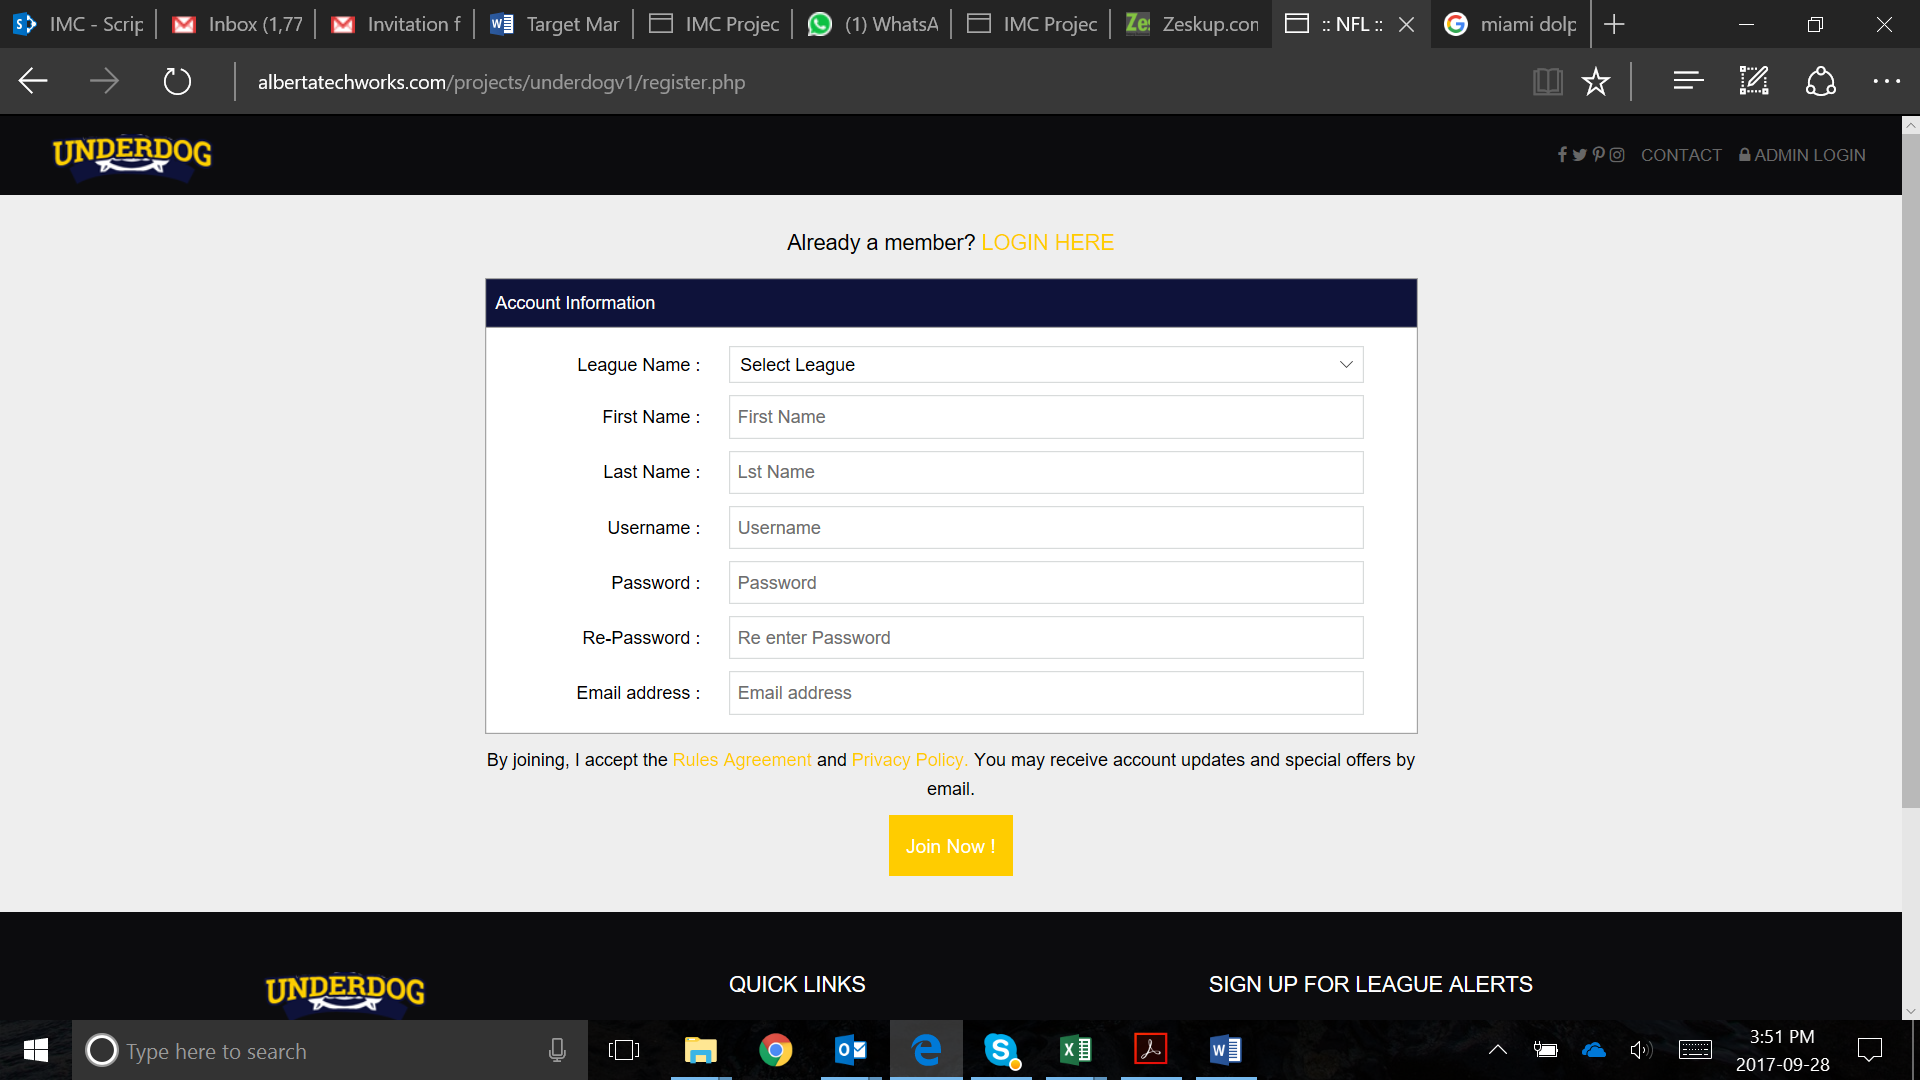 IMC - Scrip
Inbox (1,77
Invitation f
Target Mar
IMC Projec
(1) WhatsA
IMC Projec
Zes
Zeskup.con
:: NFL ::
miami dolp
albertatechworks.com/projects/underdogv1/register.php
UNDERDOG
CONTACT
ADMIN LOGIN
Already a member? LOGIN HERE
Account Information
League Name : Select League
First Name : First Name
Last Name : Lst Name
Username : Username
Password : Password
Re-Password : Re enter Password
Email address : Email address
By joining, I accept the Rules Agreement and Privacy Policy. You may receive account updates and special offers by
email.
Join Now !
UNDERDOG
QUICK LINKS
SIGN UP FOR LEAGUE ALERTS
Type here to search
3:51 PM
2017-09-28